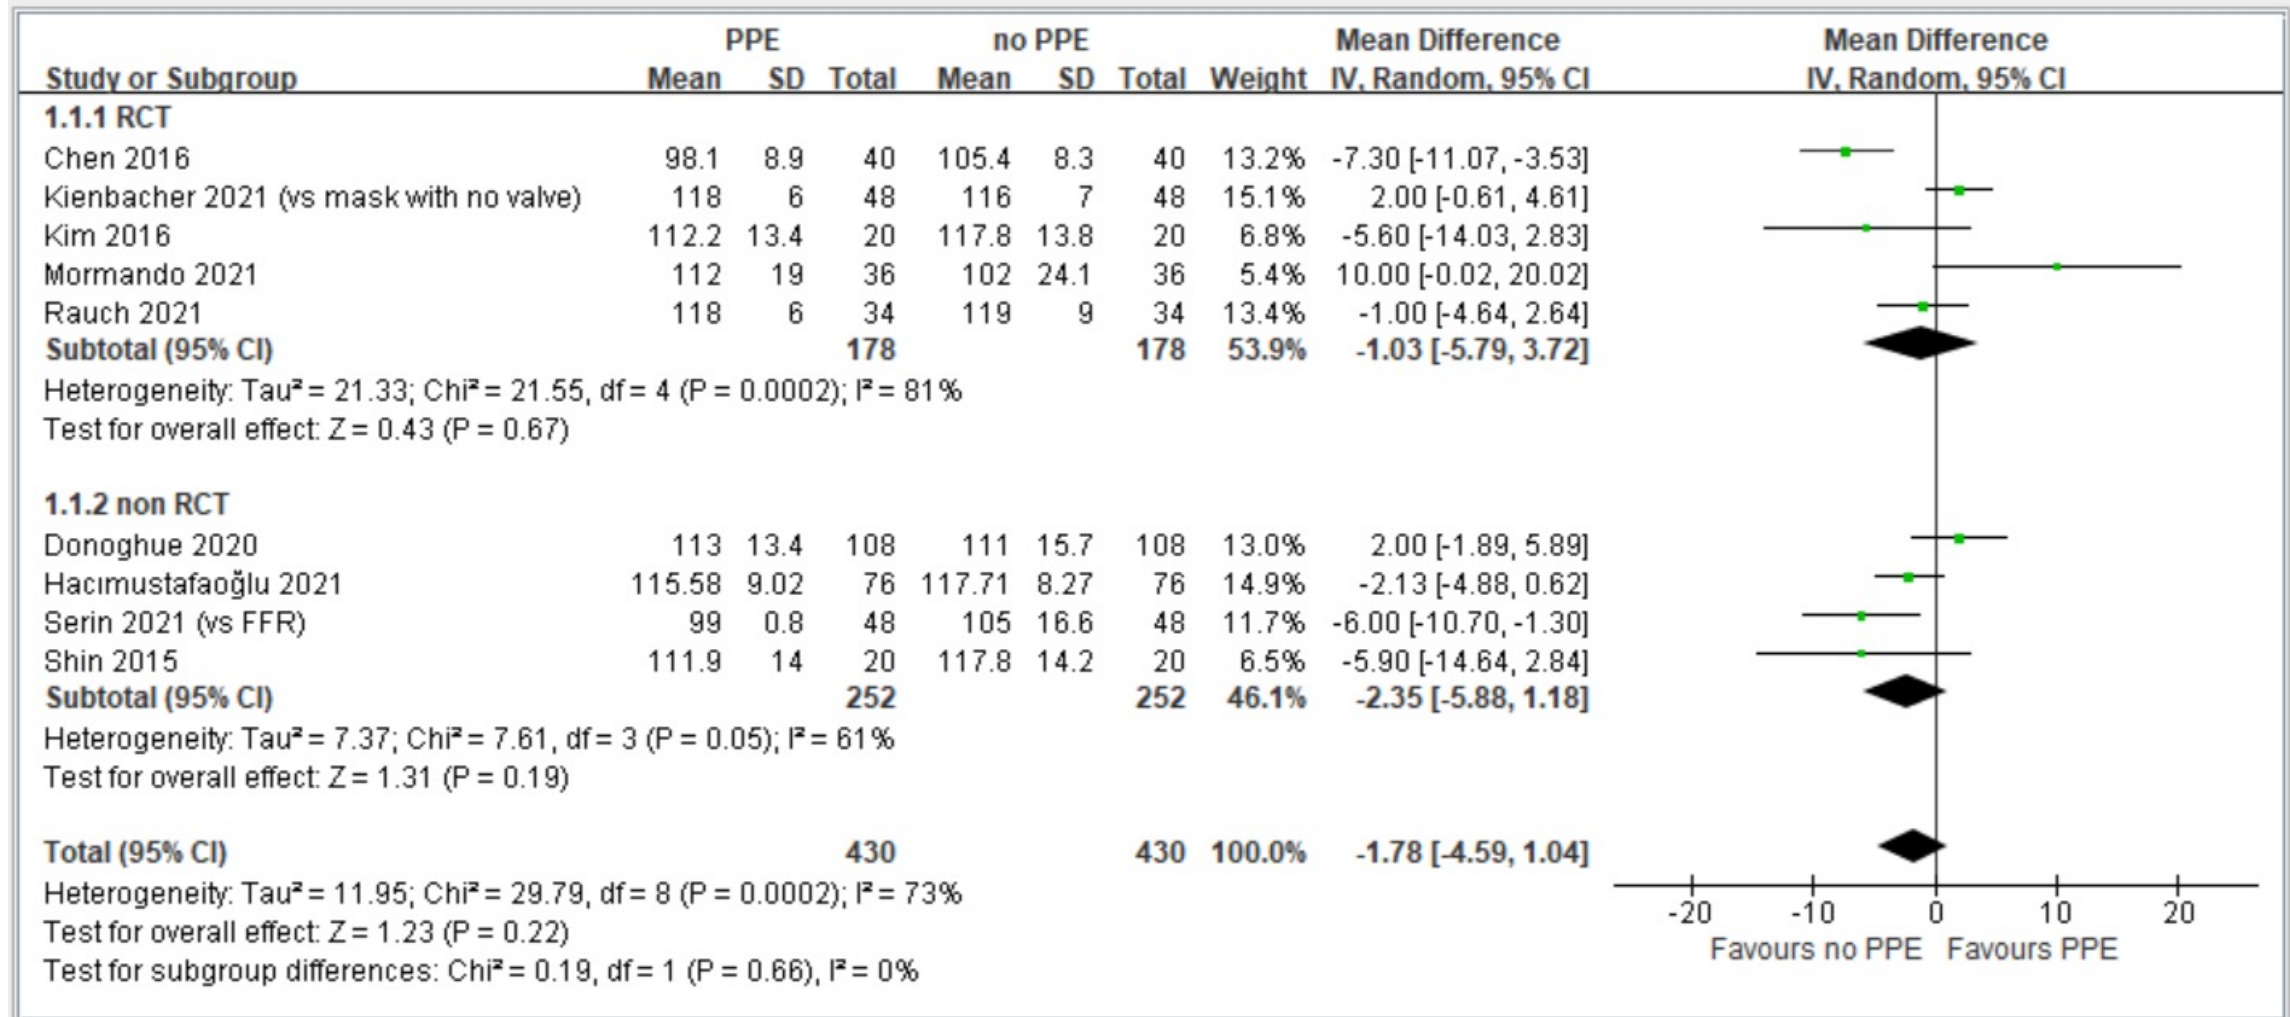 PPE no PPE Mean Difference Mean Difference
Study or Subgroup Mean SD Total Mean SD Total Weight IV, Random, 95% CI IV, Random, 95% CI
1.1.1 RCT
Chen 2016 98.1 8.9 40 105.4 8.3 40 13.2% -7.30 [-11.07, -3.53]
Kienbacher 2021 (vs mask with no valve) 118 6 48 116 7 48 15.1% 2.00 [-0.61, 4.61]
Kim 2016 112.2 13.4 20 117.8 13.8 20 6.8% -5.60 [-14.03, 2.83]
Mormando 2021 112 19 36 102 24.1 36 5.4% 10.00 [-0.02, 20.02]
Rauch 2021 118 6 34 119 9 34 13.4% -1.00 [-4.64, 2.64]
Subtotal (95% CI) 178 178 53.9% -1.03 [-5.79, 3.72]
Heterogeneity: Tau² = 21.33; Chi² = 21.55, df = 4 (P = 0.0002); I² = 81%
Test for overall effect: Z = 0.43 (P = 0.67)
1.1.2 non RCT
Donoghue 2020 113 13.4 108 111 15.7 108 13.0% 2.00 [-1.89, 5.89]
Hacımustafaoğlu 2021 115.58 9.02 76 117.71 8.27 76 14.9% -2.13 [-4.88, 0.62]
Serin 2021 (vs FFR) 99 0.8 48 105 16.6 48 11.7% -6.00 [-10.70, -1.30]
Shin 2015 111.9 14 20 117.8 14.2 20 6.5% -5.90 [-14.64, 2.84]
Subtotal (95% CI) 252 252 46.1% -2.35 [-5.88, 1.18]
Heterogeneity: Tau² = 7.37; Chi² = 7.61, df = 3 (P = 0.05); I² = 61%
Test for overall effect: Z = 1.31 (P = 0.19)
Total (95% CI) 430 430 100.0% -1.78 [-4.59, 1.04]
Heterogeneity: Tau² = 11.95; Chi² = 29.79, df = 8 (P = 0.0002); I² = 73%
Test for overall effect: Z = 1.23 (P = 0.22)
Test for subgroup differences: Chi² = 0.19, df = 1 (P = 0.66), I² = 0%
-20 -10 0 10 20
Favours no PPE Favours PPE